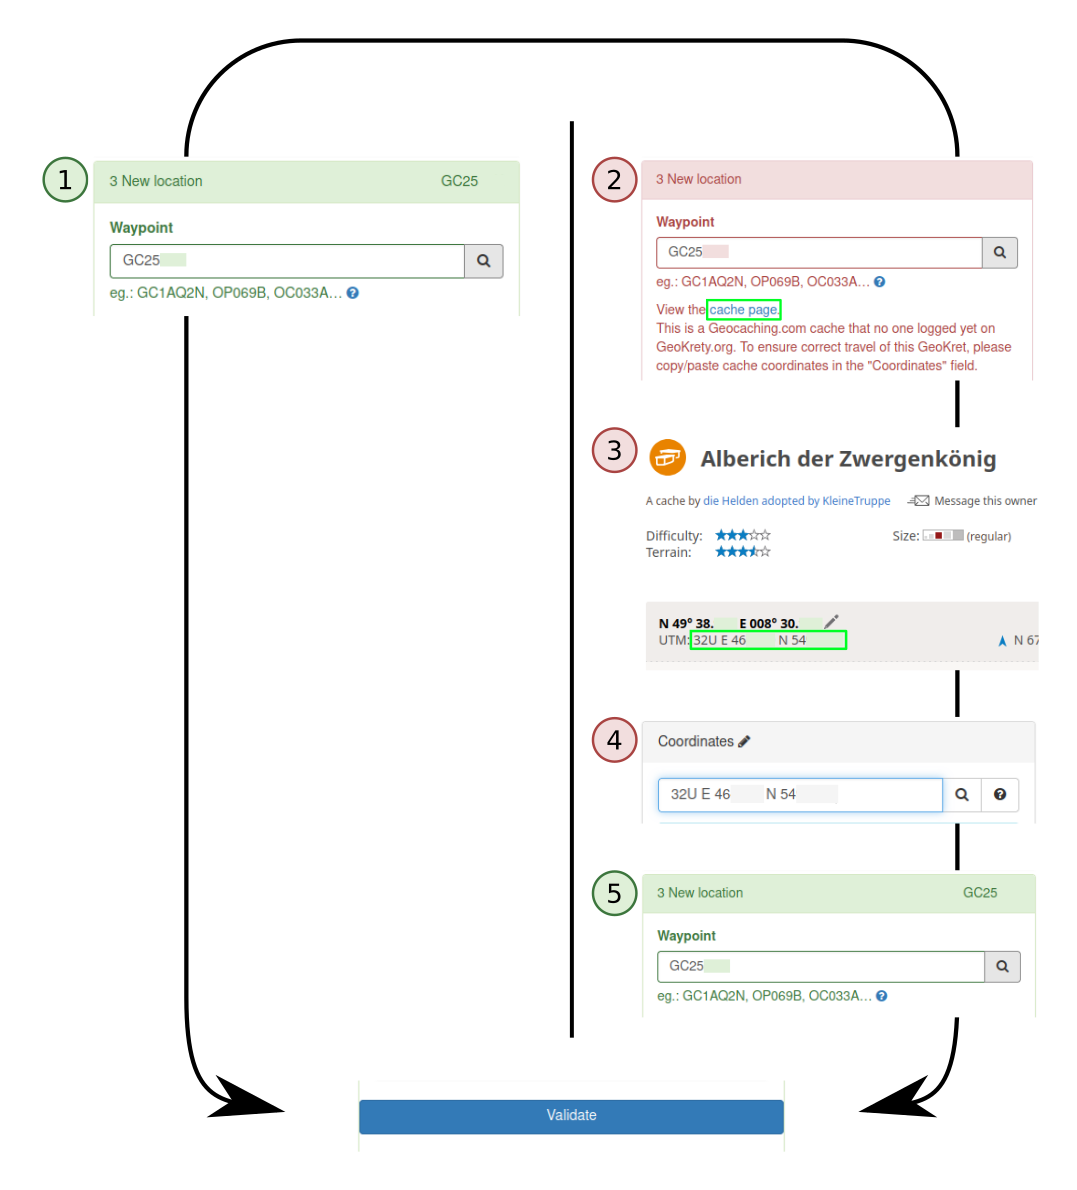 1
3 New location GC25
Waypoint
GC25
eg.: GC1AQ2N, OP069B, OC033A...
2
3 New location
Waypoint
GC25
eg.: GC1AQ2N, OP069B, OC033A...
View the cache page.
This is a Geocaching.com cache that no one logged yet on
GeoKrety.org. To ensure correct travel of this GeoKret, please
copy/paste cache coordinates in the "Coordinates" field.
3
Alberich der Zwergenkönig
A cache by die Helden adopted by KleineTruppe Message this owner
Difficulty: Size: (regular)
Terrain:
N 49° 38. E 008° 30.
UTM: 32U E 46 N 54 N 67
4
Coordinates
32U E 46 N 54
5
3 New location GC25
Waypoint
GC25
eg.: GC1AQ2N, OP069B, OC033A...
Validate